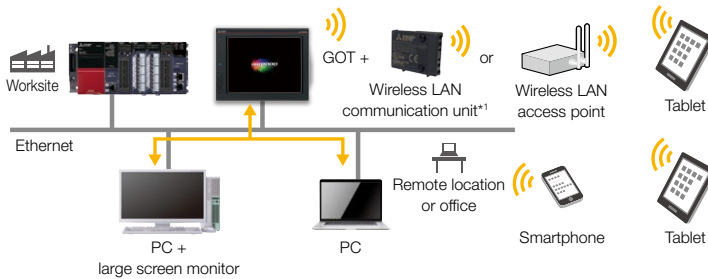 Worksite
GOT +
Wireless LAN
communication unit*1
or
Wireless LAN
access point
Tablet
Ethernet
Remote location
or office
PC +
large screen monitor
PC
Smartphone
Tablet